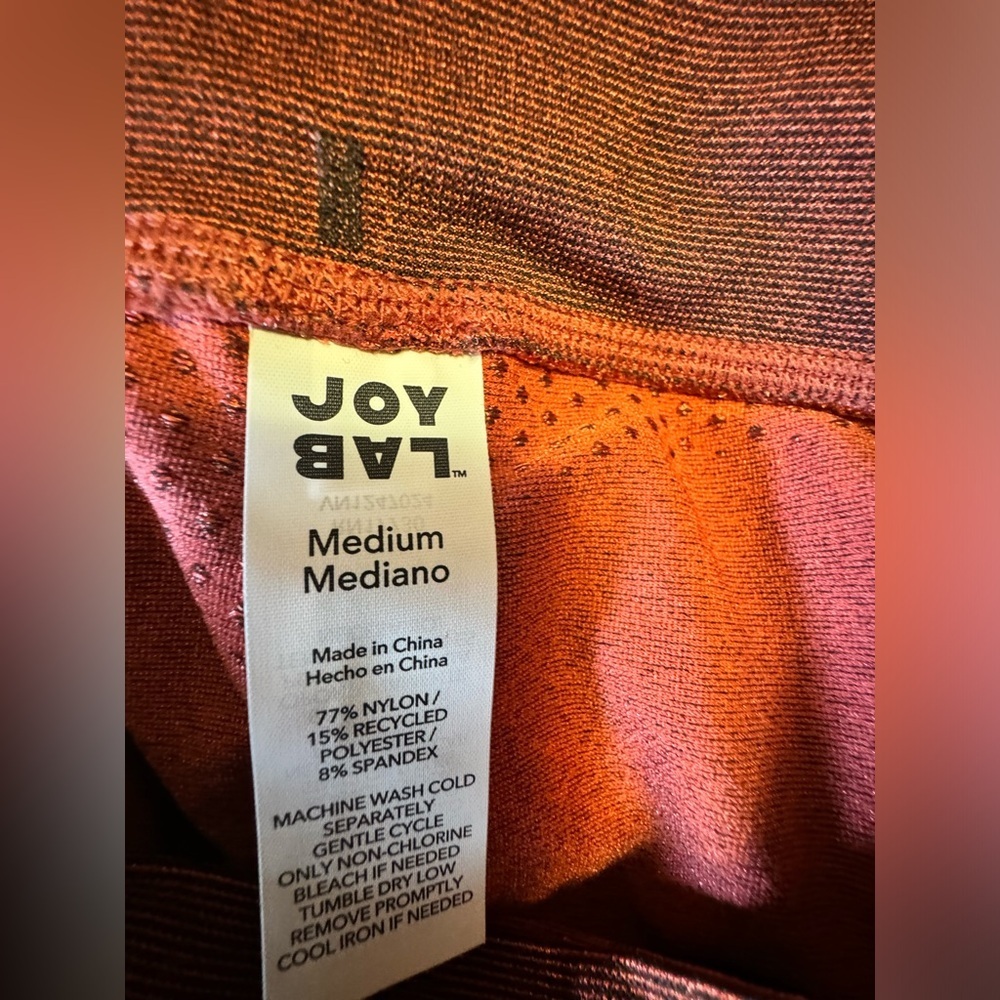 JOY
LAB™
VN1247024
Medium
Mediano
Made in China
Hecho en China
77% NYLON /
15% RECYCLED
POLYESTER /
8% SPANDEX
MACHINE WASH COLD
SEPARATELY
GENTLE CYCLE
ONLY NON-CHLORINE
BLEACH IF NEEDED
TUMBLE DRY LOW
REMOVE PROMPTLY
COOL IRON IF NEEDED